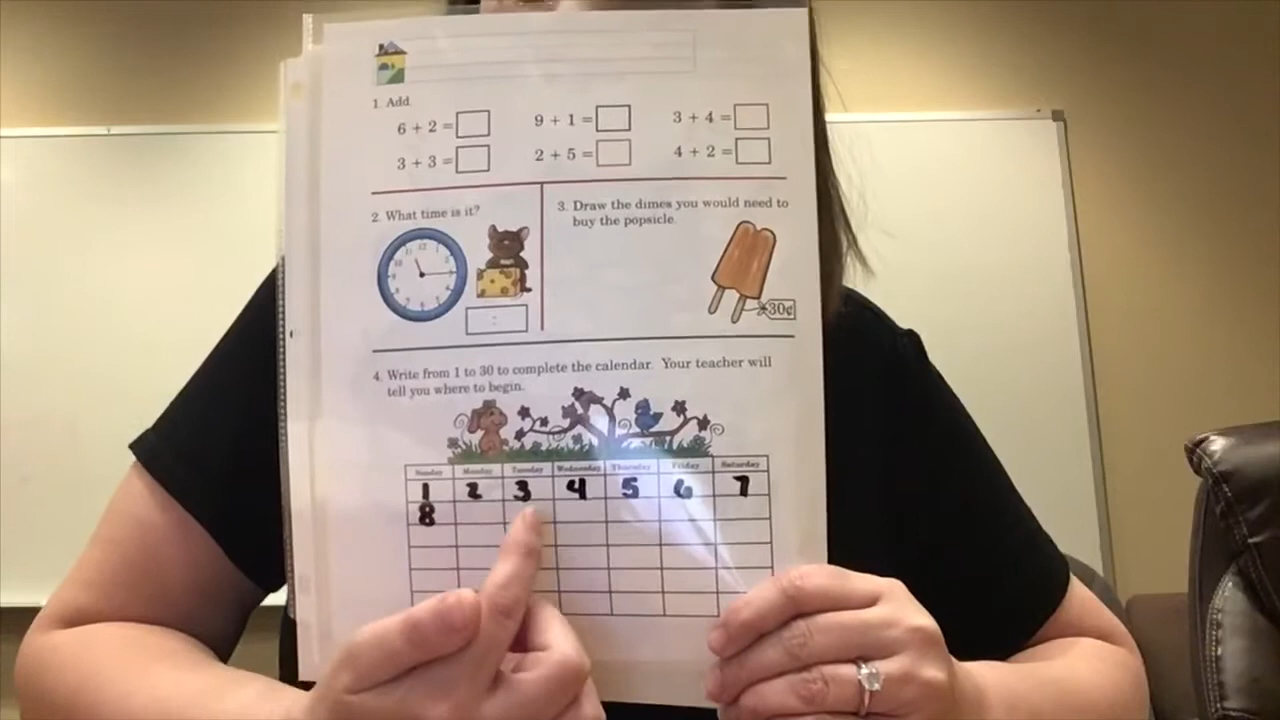 1. Add.
6 + 2 =
9 + 1 =
3 + 4 =
3 + 3 =
2 + 5 =
4 + 2 =
2. What time is it?
:
3. Draw the dimes you would need to
buy the popsicle.
30¢
4. Write from 1 to 30 to complete the calendar. Your teacher will
tell you where to begin.
Sunday Monday Tuesday Wednesday Thursday Friday Saturday
1 2 3 4 5 6 7
8